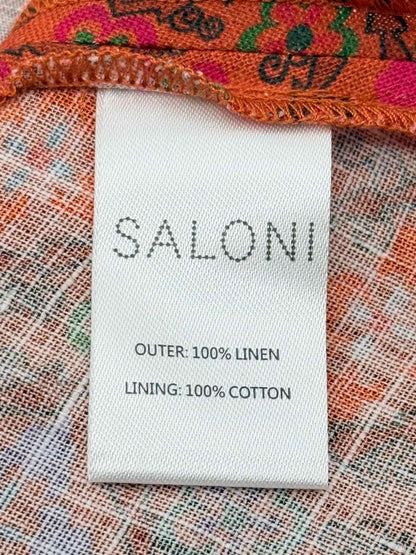 SALONI
OUTER: 100% LINEN
LINING: 100% COTTON